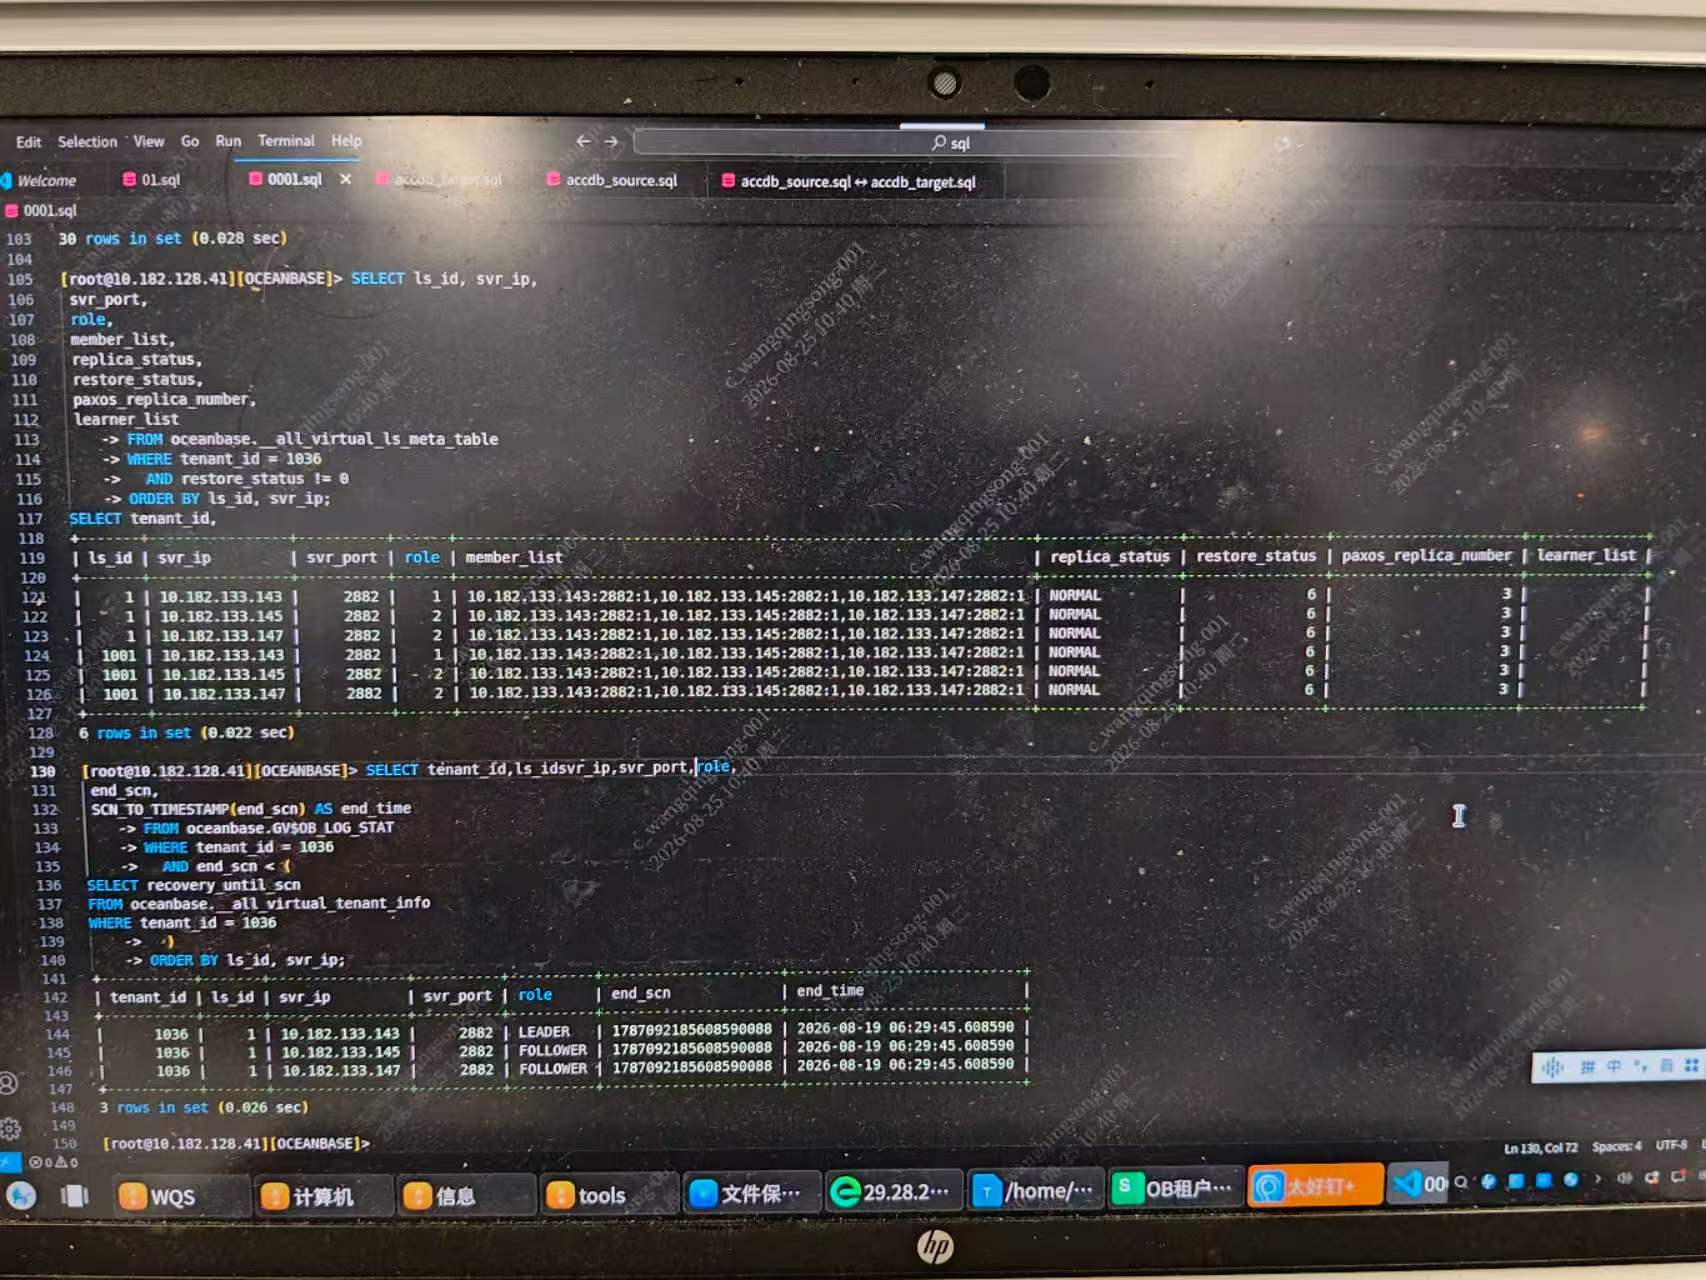 Edit Selection View Go Run Terminal Help
sql
Welcome 01.sql 0001.sql accdb_target.sql accdb_source.sql accdb_source.sql ↔ accdb_target.sql
0001.sql
103 30 rows in set (0.028 sec)
104
105 [root@10.182.128.41][OCEANBASE]> SELECT ls_id, svr_ip,
106 svr_port,
107 role,
108 member_list,
109 replica_status,
110 restore_status,
111 paxos_replica_number,
112 learner_list
113 -> FROM oceanbase.__all_virtual_ls_meta_table
114 -> WHERE tenant_id = 1036
115 -> AND restore_status != 0
116 -> ORDER BY ls_id, svr_ip;
117 SELECT tenant_id,
118
119 | ls_id | svr_ip | svr_port | role | member_list | replica_status | restore_status | paxos_replica_number | learner_list |
120
121 | 1 | 10.182.133.143 | 2882 | 1 | 10.182.133.143:2882:1,10.182.133.145:2882:1,10.182.133.147:2882:1 | NORMAL | 6 | 3 | |
122 | 1 | 10.182.133.145 | 2882 | 2 | 10.182.133.143:2882:1,10.182.133.145:2882:1,10.182.133.147:2882:1 | NORMAL | 6 | 3 | |
123 | 1 | 10.182.133.147 | 2882 | 2 | 10.182.133.143:2882:1,10.182.133.145:2882:1,10.182.133.147:2882:1 | NORMAL | 6 | 3 | |
124 | 1001 | 10.182.133.143 | 2882 | 1 | 10.182.133.143:2882:1,10.182.133.145:2882:1,10.182.133.147:2882:1 | NORMAL | 6 | 3 | |
125 | 1001 | 10.182.133.145 | 2882 | 2 | 10.182.133.143:2882:1,10.182.133.145:2882:1,10.182.133.147:2882:1 | NORMAL | 6 | 3 | |
126 | 1001 | 10.182.133.147 | 2882 | 2 | 10.182.133.143:2882:1,10.182.133.145:2882:1,10.182.133.147:2882:1 | NORMAL | 6 | 3 | |
127
128 6 rows in set (0.022 sec)
129
130 [root@10.182.128.41][OCEANBASE]> SELECT tenant_id,ls_idsvr_ip,svr_port,role,
131 end_scn,
132 SCN_TO_TIMESTAMP(end_scn) AS end_time
133 -> FROM oceanbase.GV$OB_LOG_STAT
134 -> WHERE tenant_id = 1036
135 -> AND end_scn < (
136 SELECT recovery_until_scn
137 FROM oceanbase.__all_virtual_tenant_info
138 WHERE tenant_id = 1036
139 -> )
140 -> ORDER BY ls_id, svr_ip;
141
142 | tenant_id | ls_id | svr_ip | svr_port | role | end_scn | end_time |
143
144 | 1036 | 1 | 10.182.133.143 | 2882 | LEADER | 1787092185608590088 | 2026-08-19 06:29:45.608590 |
145 | 1036 | 1 | 10.182.133.145 | 2882 | FOLLOWER | 1787092185608590088 | 2026-08-19 06:29:45.608590 |
146 | 1036 | 1 | 10.182.133.147 | 2882 | FOLLOWER | 1787092185608590088 | 2026-08-19 06:29:45.608590 |
147
148 3 rows in set (0.026 sec)
149
150 [root@10.182.128.41][OCEANBASE]>
c_wangqingsong-001
2026-08-25 10:40 周二
拼 中
0 0 Ln 130, Col 72 Spaces: 4 UTF-8
WQS 计算机 信息 tools 文件保… 29.28.2… /home/… OB租户… 太好钉+ 00
hp